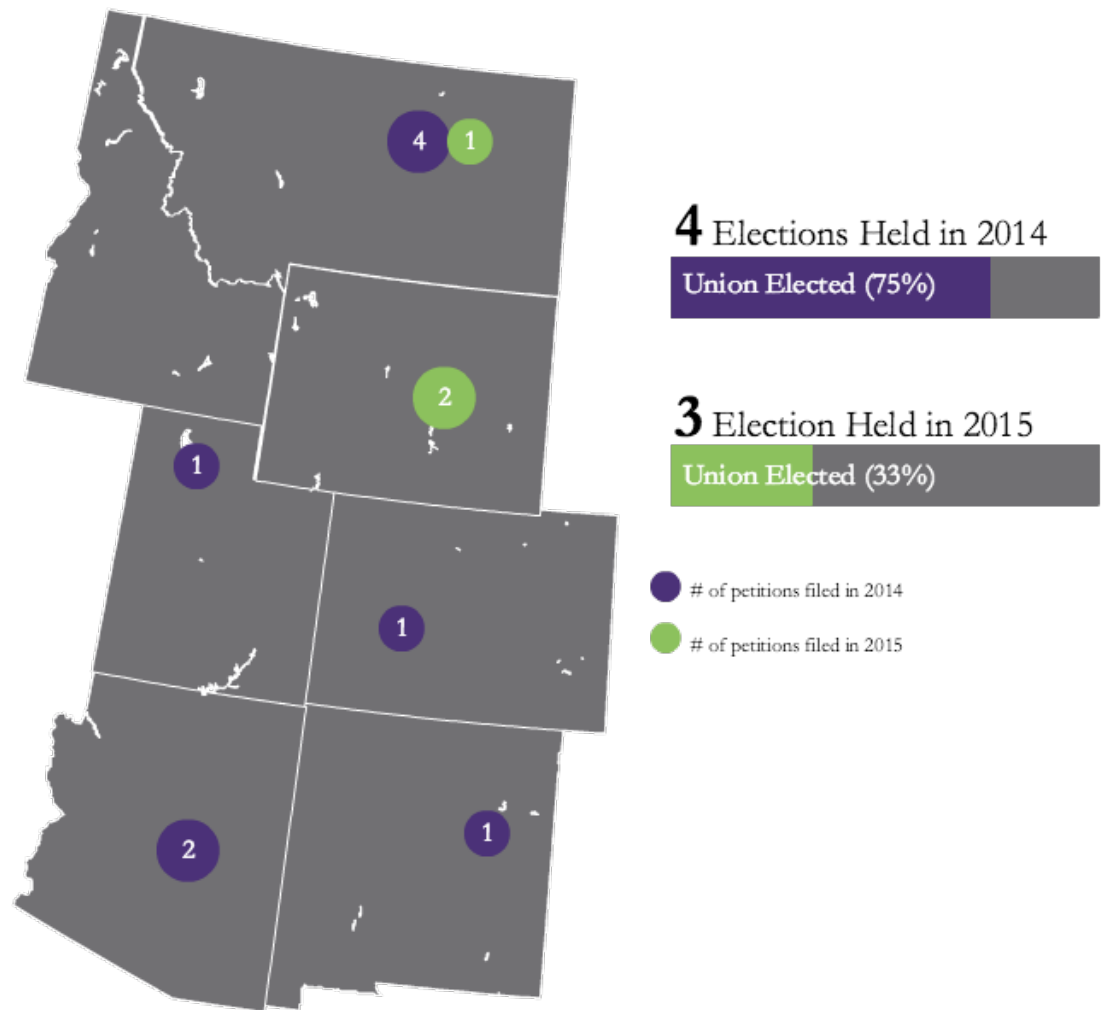 4 1
4 Elections Held in 2014
Union Elected (75%)
2
3 Election Held in 2015
Union Elected (33%)
1
# of petitions filed in 2014
1
# of petitions filed in 2015
2
1